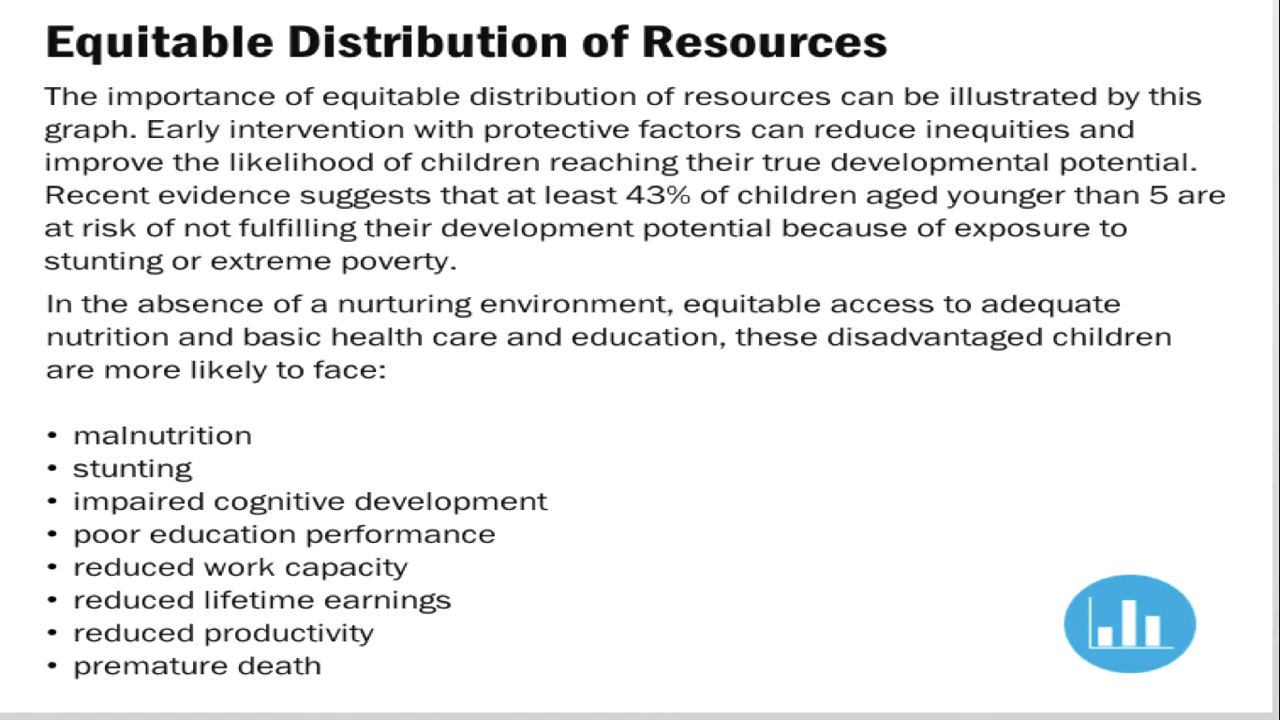 Equitable Distribution of Resources
The importance of equitable distribution of resources can be illustrated by this
graph. Early intervention with protective factors can reduce inequities and
improve the likelihood of children reaching their true developmental potential.
Recent evidence suggests that at least 43% of children aged younger than 5 are
at risk of not fulfilling their development potential because of exposure to
stunting or extreme poverty.
In the absence of a nurturing environment, equitable access to adequate
nutrition and basic health care and education, these disadvantaged children
are more likely to face:
• malnutrition
• stunting
• impaired cognitive development
• poor education performance
• reduced work capacity
• reduced lifetime earnings
• reduced productivity
• premature death